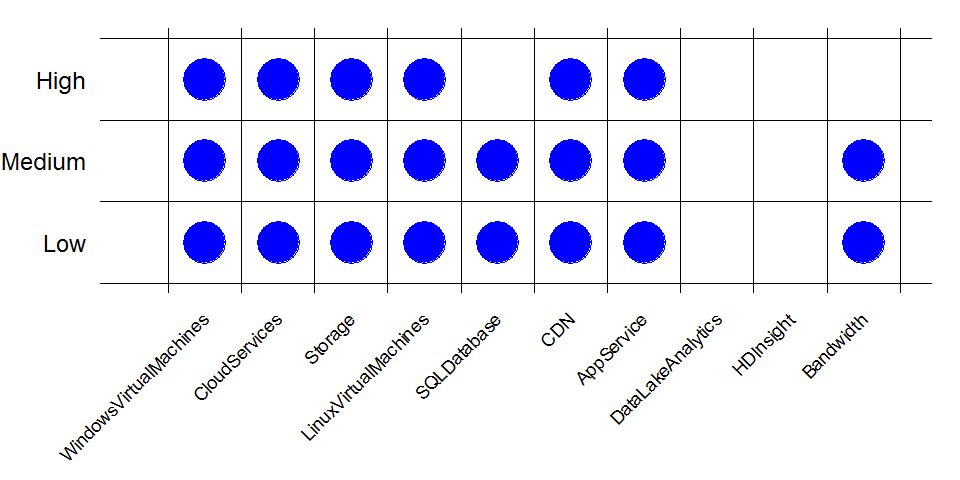 High
Medium
Low
WindowsVirtualMachines
CloudServices
Storage
LinuxVirtualMachines
SQLDatabase
CDN
AppService
DataLakeAnalytics
HDInsight
Bandwidth